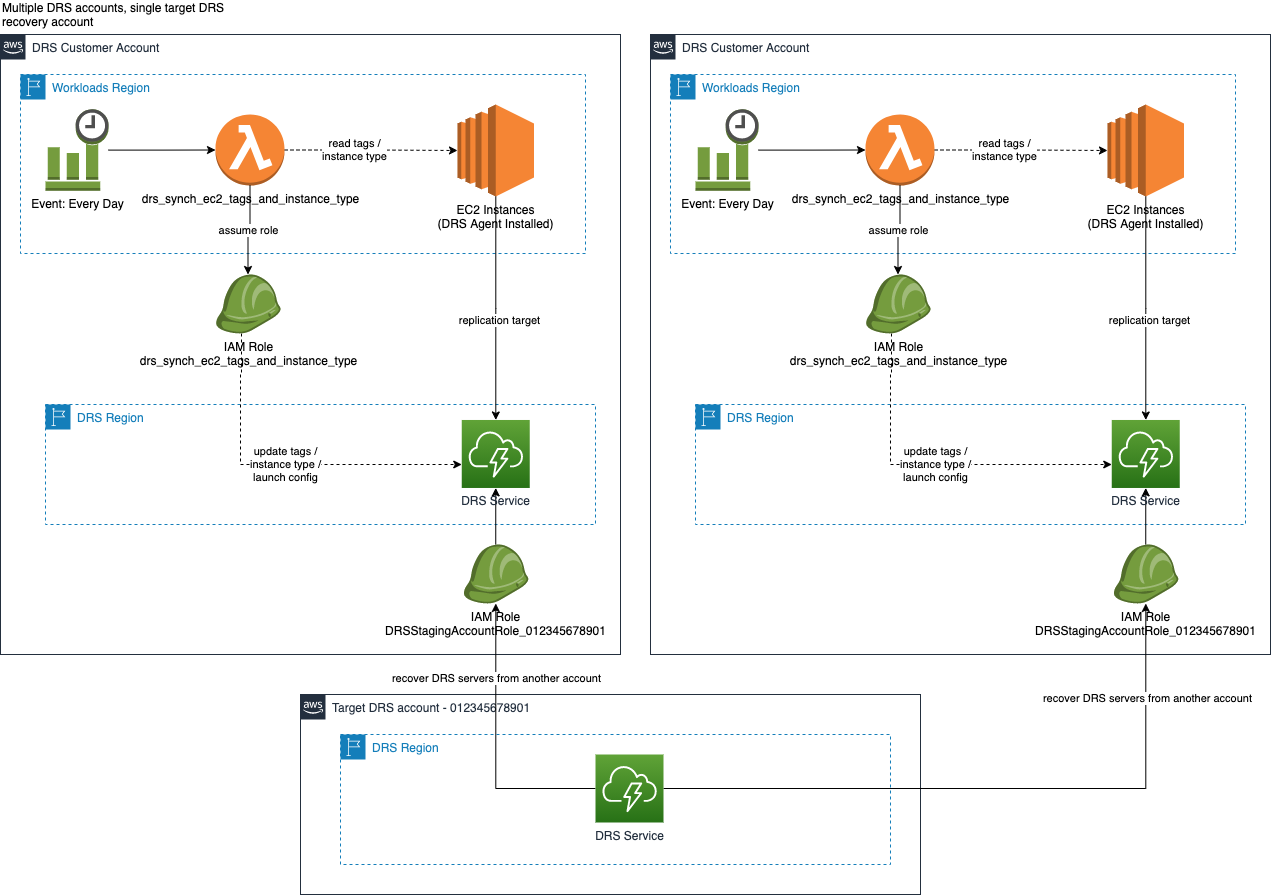 Multiple DRS accounts, single target DRS
recovery account
aws
DRS Customer Account
Workloads Region
Event: Every Day
drs_synch_ec2_tags_and_instance_type
read tags /
instance type
EC2 Instances
(DRS Agent Installed)
assume role
IAM Role
drs_synch_ec2_tags_and_instance_type
replication target
DRS Region
update tags /
instance type /
launch config
DRS Service
IAM Role
DRSStagingAccountRole_012345678901
recover DRS servers from another account
aws
DRS Customer Account
Workloads Region
Event: Every Day
drs_synch_ec2_tags_and_instance_type
read tags /
instance type
EC2 Instances
(DRS Agent Installed)
assume role
IAM Role
drs_synch_ec2_tags_and_instance_type
replication target
DRS Region
update tags /
instance type /
launch config
DRS Service
IAM Role
DRSStagingAccountRole_012345678901
recover DRS servers from another account
aws
Target DRS account - 012345678901
DRS Region
DRS Service